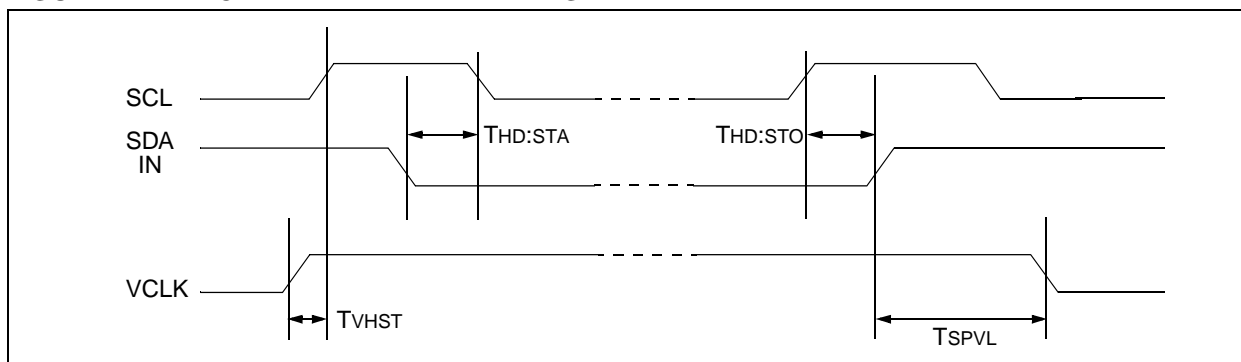 SCL
SDA
IN
THD:STA
THD:STO
VCLK
TVHST
TSPVL